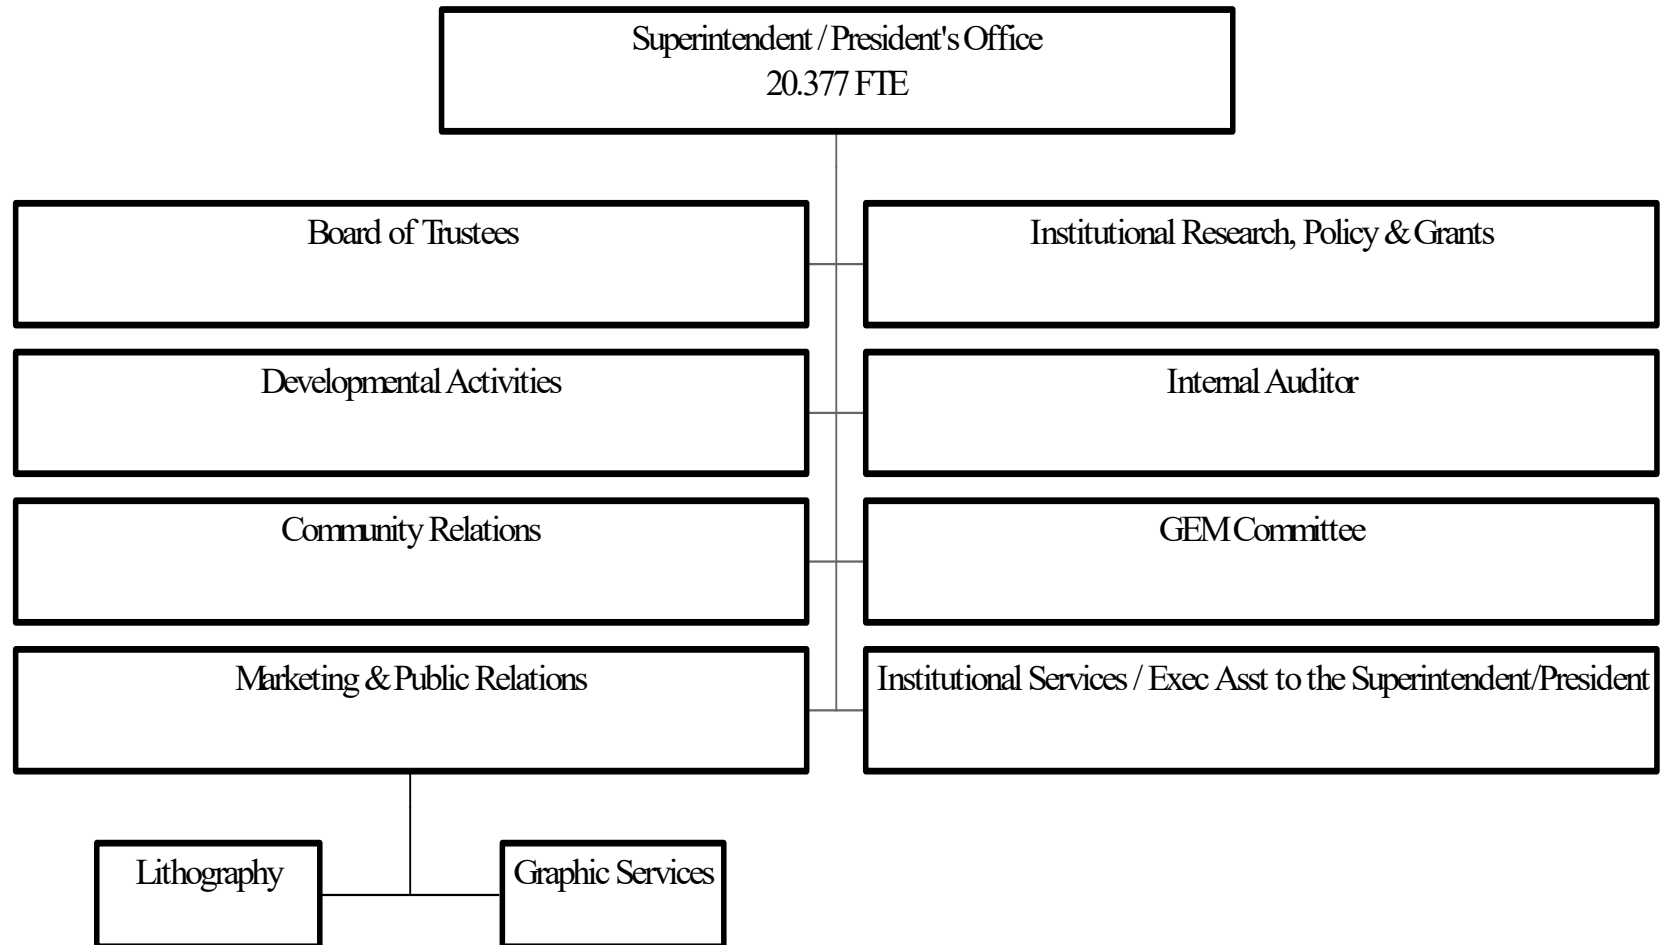 Superintendent / President's Office
20.377 FTE
Board of Trustees
Institutional Research, Policy & Grants
Developmental Activities
Internal Auditor
Community Relations
GEM Committee
Marketing & Public Relations
Institutional Services / Exec Asst to the Superintendent/President
Lithography
Graphic Services